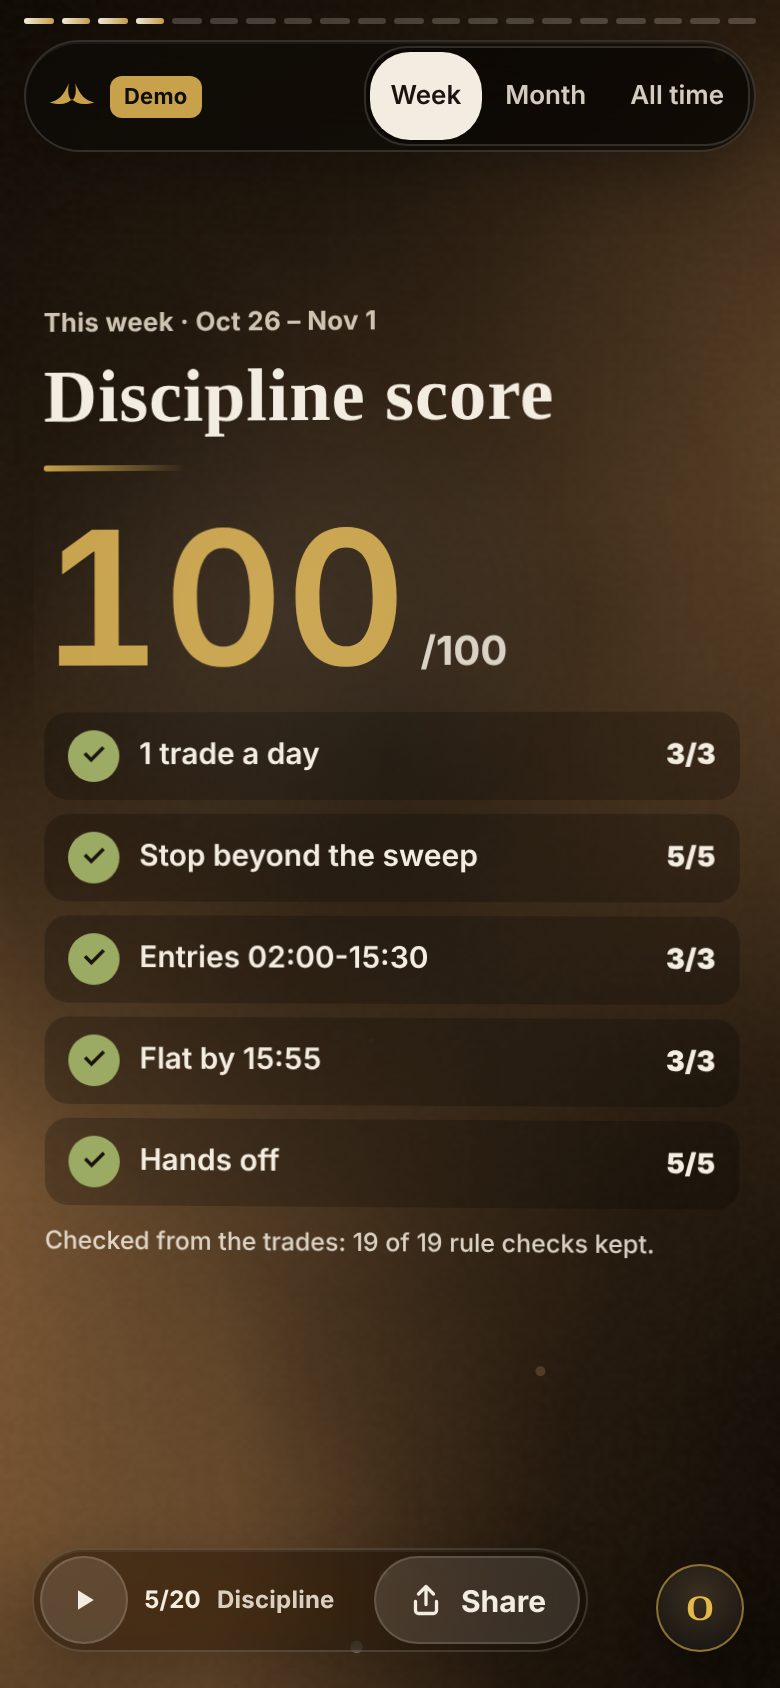 Demo
Week Month All time
This week · Oct 26 – Nov 1
Discipline score
100 /100
1 trade a day 3/3
Stop beyond the sweep 5/5
Entries 02:00-15:30 3/3
Flat by 15:55 3/3
Hands off 5/5
Checked from the trades: 19 of 19 rule checks kept.
5/20 Discipline Share
O